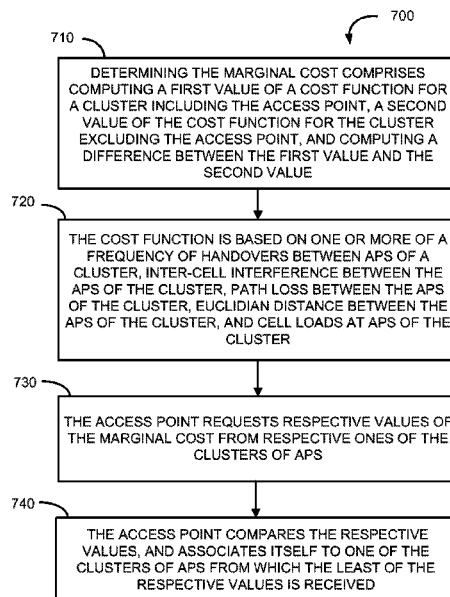 700
710
DETERMINING THE MARGINAL COST COMPRISES
COMPUTING A FIRST VALUE OF A COST FUNCTION FOR
A CLUSTER INCLUDING THE ACCESS POINT, A SECOND
VALUE OF THE COST FUNCTION FOR THE CLUSTER
EXCLUDING THE ACCESS POINT, AND COMPUTING A
DIFFERENCE BETWEEN THE FIRST VALUE AND THE
SECOND VALUE
720
THE COST FUNCTION IS BASED ON ONE OR MORE OF A
FREQUENCY OF HANDOVERS BETWEEN APS OF A
CLUSTER, INTER-CELL INTERFERENCE BETWEEN THE
APS OF THE CLUSTER, PATH LOSS BETWEEN THE APS
OF THE CLUSTER, EUCLIDIAN DISTANCE BETWEEN THE
APS OF THE CLUSTER, AND CELL LOADS AT APS OF THE
CLUSTER
730
THE ACCESS POINT REQUESTS RESPECTIVE VALUES OF
THE MARGINAL COST FROM RESPECTIVE ONES OF THE
CLUSTERS OF APS
740
THE ACCESS POINT COMPARES THE RESPECTIVE
VALUES, AND ASSOCIATES ITSELF TO ONE OF THE
CLUSTERS OF APS FROM WHICH THE LEAST OF THE
RESPECTIVE VALUES IS RECEIVED